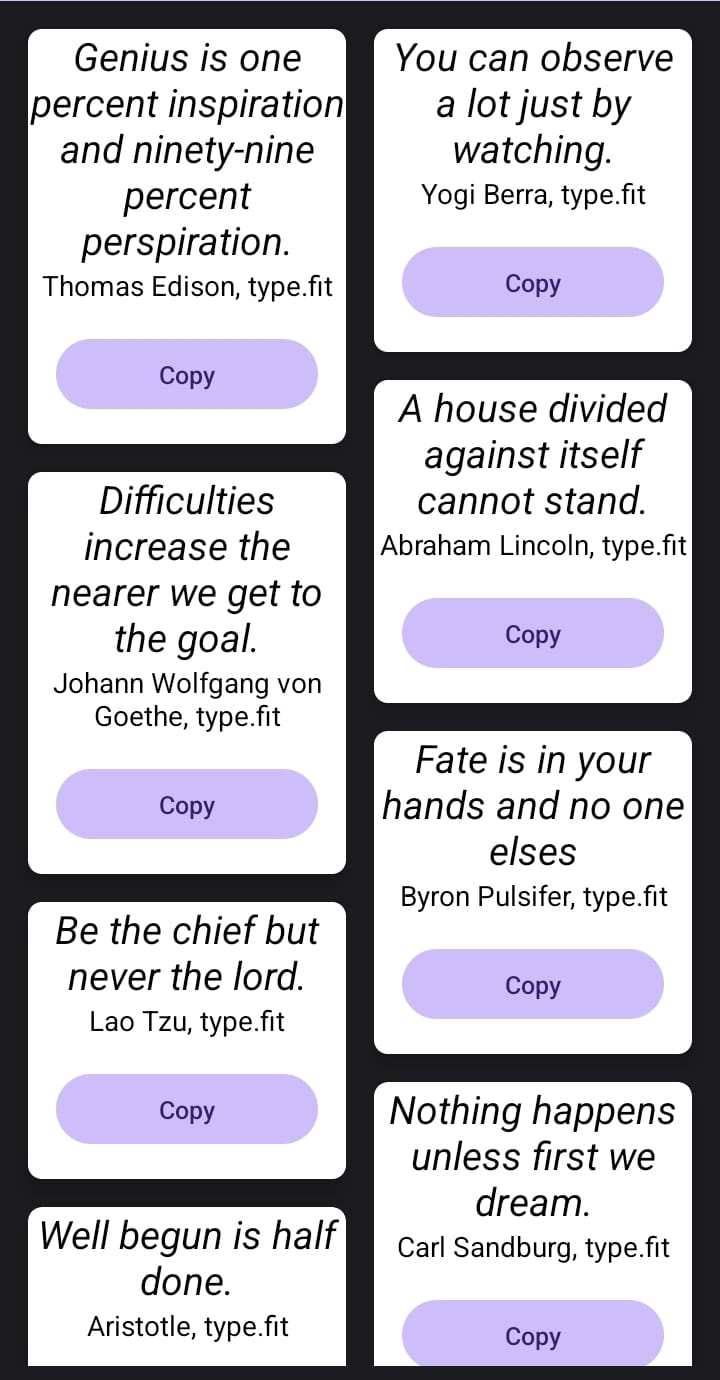 Genius is one
percent inspiration
and ninety-nine
percent
perspiration.
Thomas Edison, type.fit
Copy
Difficulties
increase the
nearer we get to
the goal.
Johann Wolfgang von
Goethe, type.fit
Copy
Be the chief but
never the lord.
Lao Tzu, type.fit
Copy
Well begun is half
done.
Aristotle, type.fit
You can observe
a lot just by
watching.
Yogi Berra, type.fit
Copy
A house divided
against itself
cannot stand.
Abraham Lincoln, type.fit
Copy
Fate is in your
hands and no one
elses
Byron Pulsifer, type.fit
Copy
Nothing happens
unless first we
dream.
Carl Sandburg, type.fit
Copy